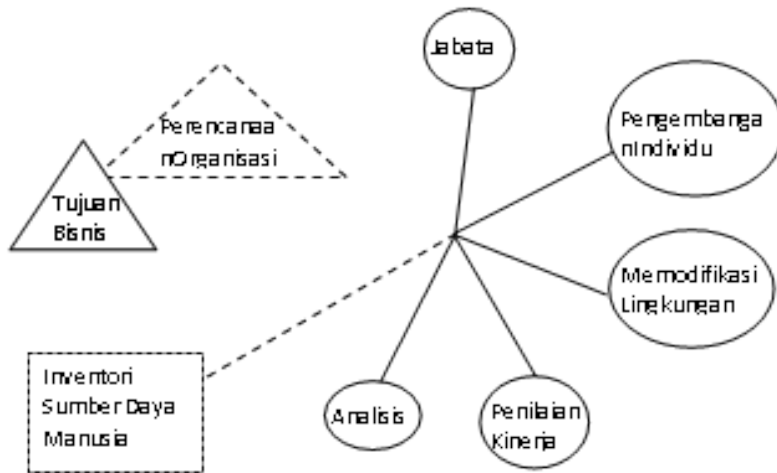 Jabata
Perencanaa
nOrganisasi
Pengembanga
nIndividu
Tujuan
Bisnis
Memodifikasi
Lingkungan
Inventori
Sumber Daya
Manusia
Analisis
Penilaian
Kinerja